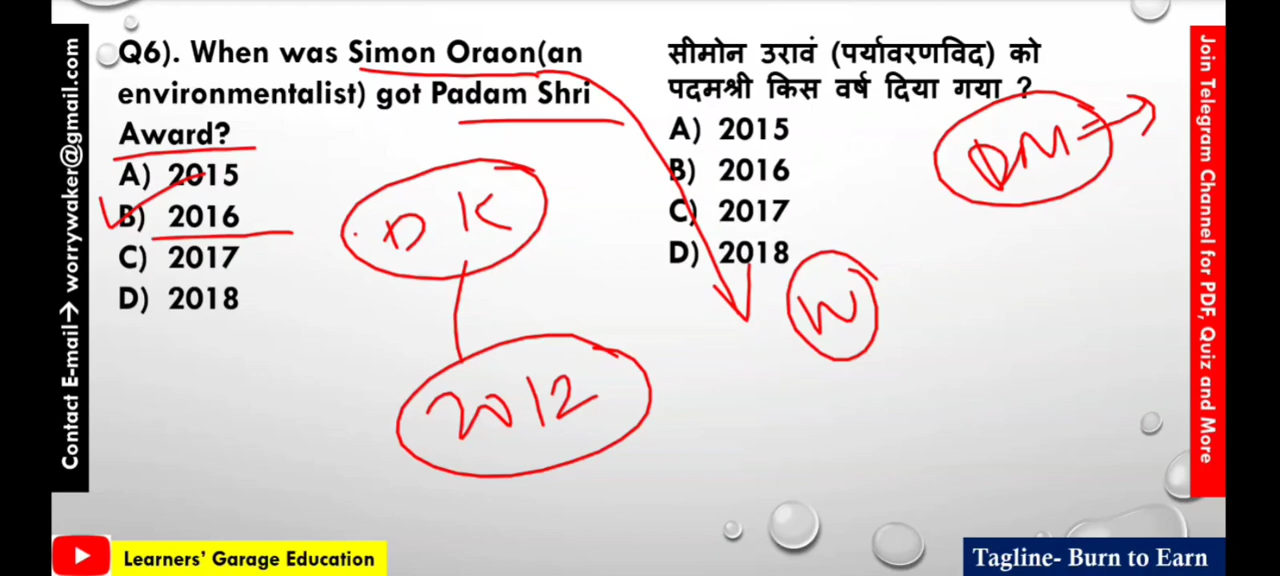 Contact E-mail → worrywaker@gmail.com
Q6). When was Simon Oraon(an
environmentalist) got Padam Shri
Award?
A) 2015
B) 2016
C) 2017
D) 2018
सीमोन उरावं (पर्यावरणविद) को
पदमश्री किस वर्ष दिया गया ?
A) 2015
B) 2016
C) 2017
D) 2018
DK
2012
DM
W
Join Telegram Channel for PDF, Quiz and More
Learners' Garage Education
Tagline- Burn to Earn